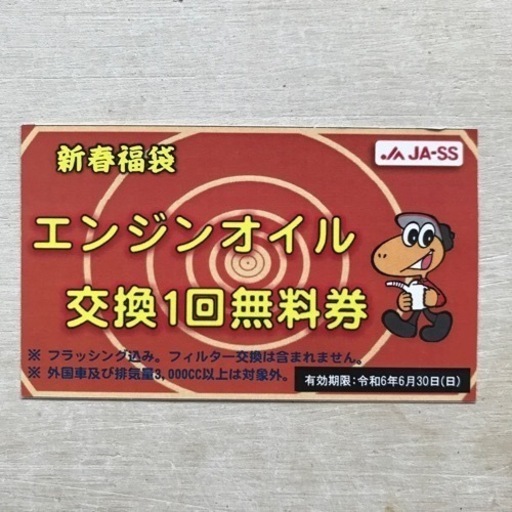 新春福袋
JA JA-SS
エンジンオイル
交換1回無料券
※ フラッシング込み。フィルター交換は含まれません。
※ 外国車及び排気量3,000CC以上は対象外。
有効期限:令和6年6月30日(日)